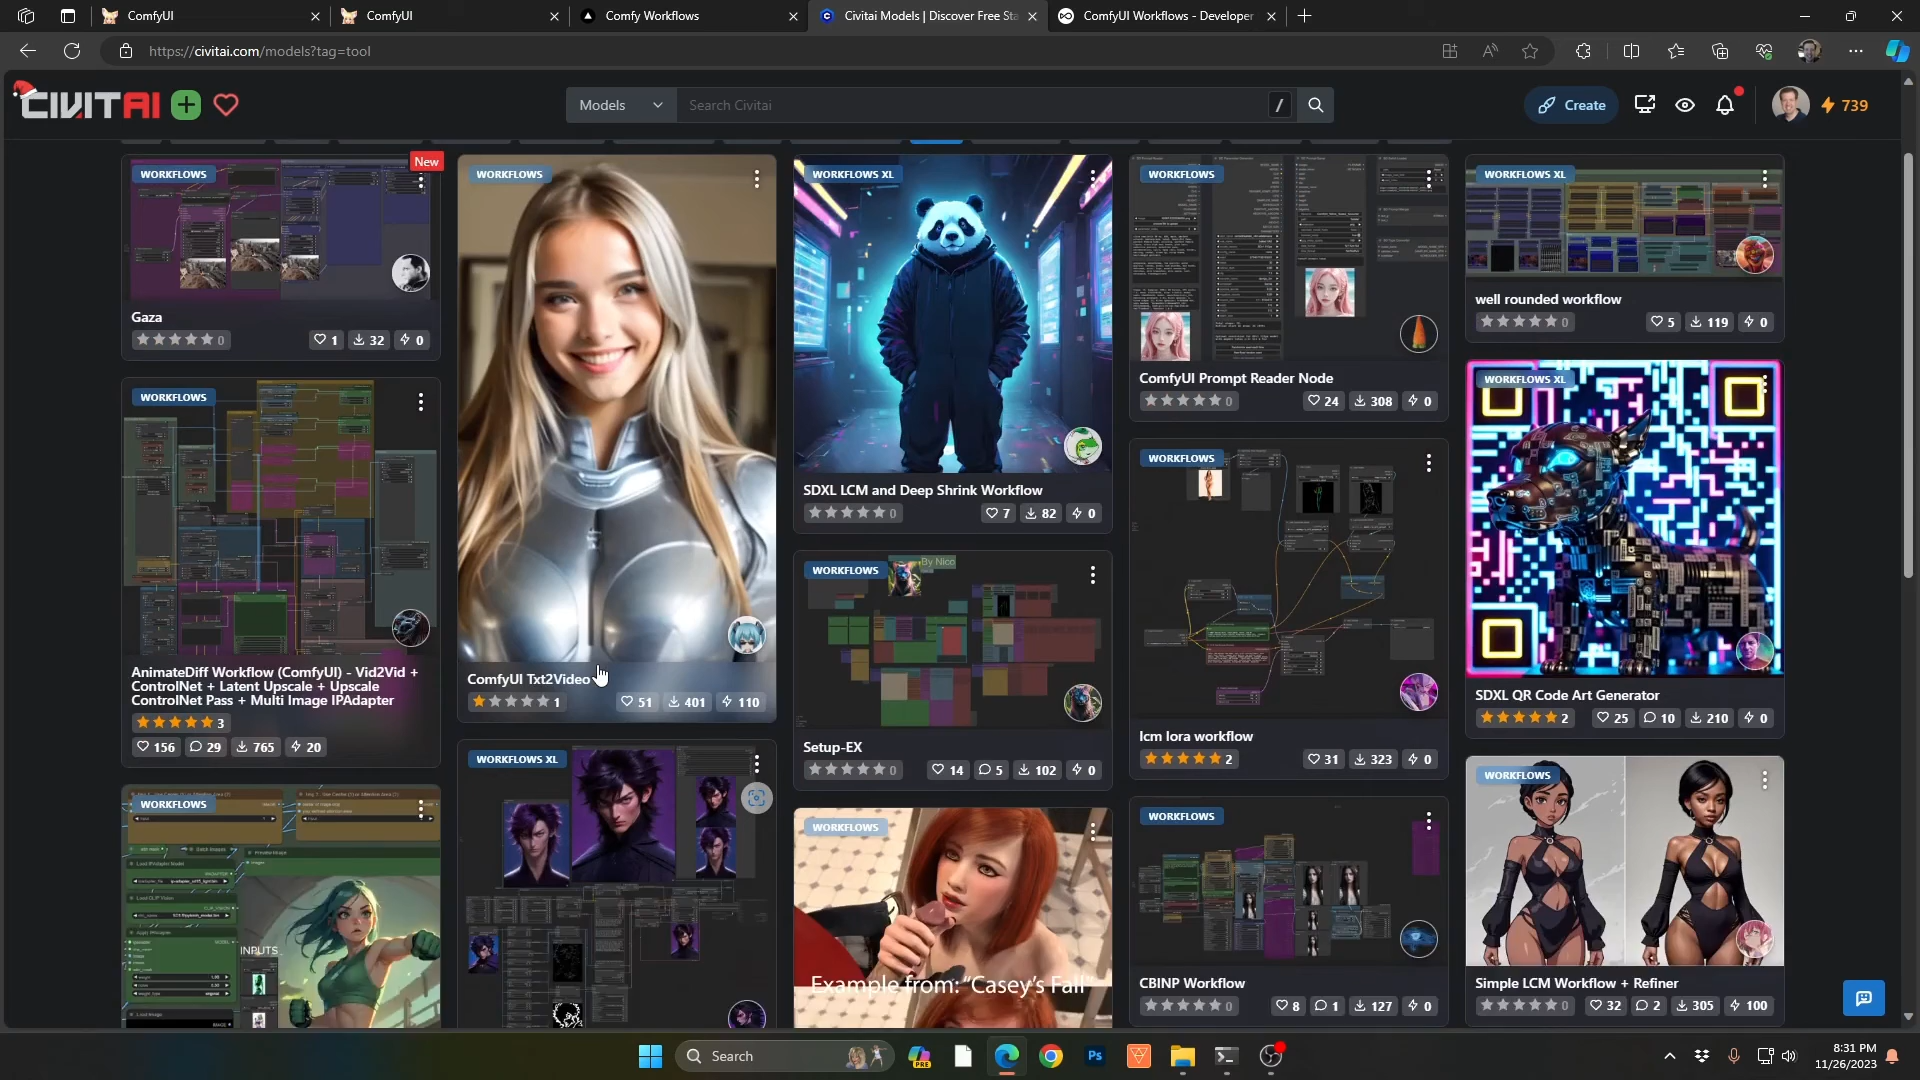 ComfyUI
ComfyUI
Comfy Workflows
Civitai Models | Discover Free Sta
ComfyUI Workflows - Developer
https://civitai.com/models?tag=tool
CIVITAI
Models
Search Civitai
/
Create
739
WORKFLOWS
New
Gaza
0
1
32
0
WORKFLOWS
AnimateDiff Workflow (ComfyUI) - Vid2Vid +
ControlNet + Latent Upscale + Upscale
ControlNet Pass + Multi Image IPAdapter
3
156
29
765
20
WORKFLOWS
INPUTS
WORKFLOWS
ComfyUI Txt2Video
1
51
401
110
WORKFLOWS XL
WORKFLOWS XL
SDXL LCM and Deep Shrink Workflow
0
7
82
0
WORKFLOWS
By Nico
Setup-EX
0
14
5
102
0
WORKFLOWS
Example from: "Casey's Fall"
WORKFLOWS
ComfyUI Prompt Reader Node
0
24
308
0
WORKFLOWS
lcm lora workflow
2
31
323
0
WORKFLOWS
CBINP Workflow
0
8
1
127
0
WORKFLOWS XL
well rounded workflow
0
5
119
0
WORKFLOWS XL
SDXL QR Code Art Generator
2
25
10
210
0
WORKFLOWS
Simple LCM Workflow + Refiner
0
32
2
305
100
Search
PRE
Ps
8:31 PM
11/26/2023